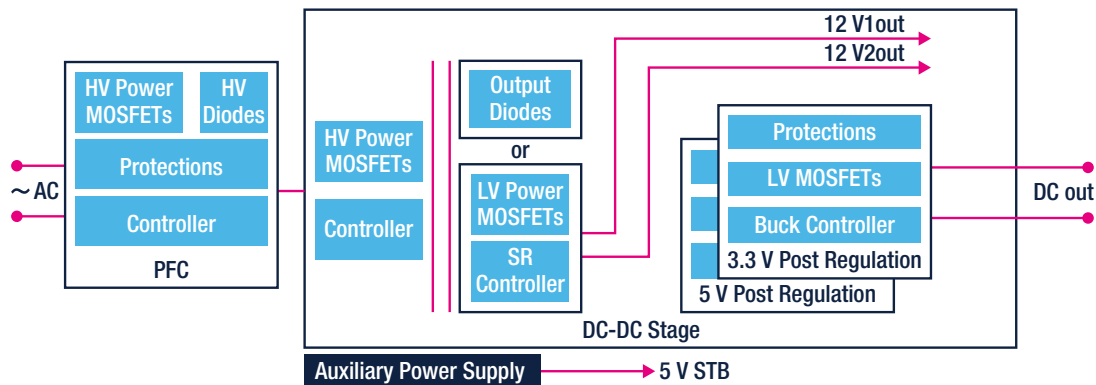 12 V1out
12 V2out
HV Power
MOSFETs
HV
Diodes
Protections
Controller
PFC
~ AC
HV Power
MOSFETs
Controller
Output
Diodes
or
LV Power
MOSFETs
SR
Controller
Protections
LV MOSFETs
Buck Controller
3.3 V Post Regulation
5 V Post Regulation
DC out
DC-DC Stage
Auxiliary Power Supply
5 V STB